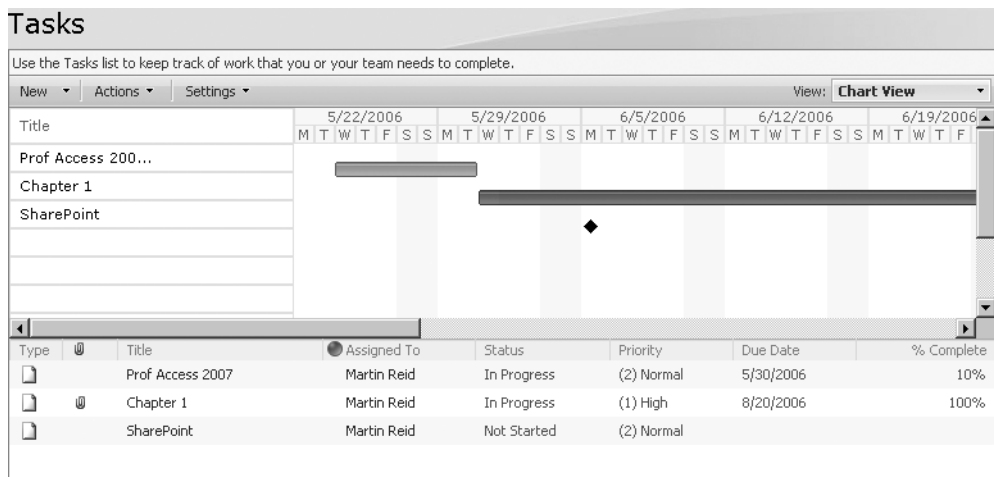 Tasks
Use the Tasks list to keep track of work that you or your team needs to complete.
New Actions Settings View: Chart View
Title 5/22/2006 5/29/2006 6/5/2006 6/12/2006 6/19/2006
M T W T F S S M T W T F S S M T W T F S S M T W T F S S M T W T F
Prof Access 200...
Chapter 1
SharePoint
Type Title Assigned To Status Priority Due Date % Complete
Prof Access 2007 Martin Reid In Progress (2) Normal 5/30/2006 10%
Chapter 1 Martin Reid In Progress (1) High 8/20/2006 100%
SharePoint Martin Reid Not Started (2) Normal